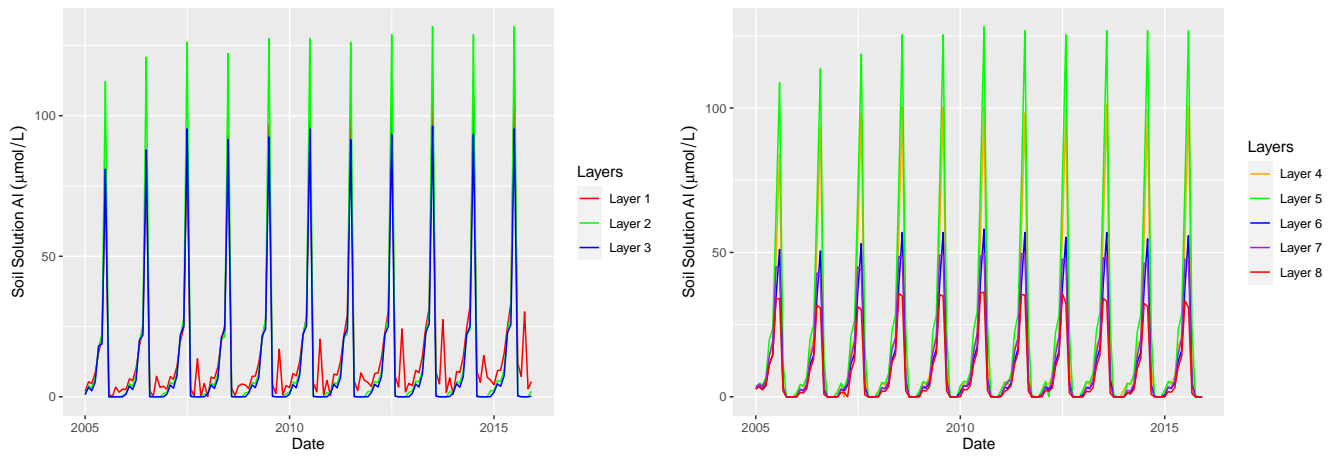 Soil Solution Al (μmol/L)
100
50
0
2005
2010
2015
Date
Layers
Layer 1
Layer 2
Layer 3
Soil Solution Al (μmol/L)
100
50
0
2005
2010
2015
Date
Layers
Layer 4
Layer 5
Layer 6
Layer 7
Layer 8